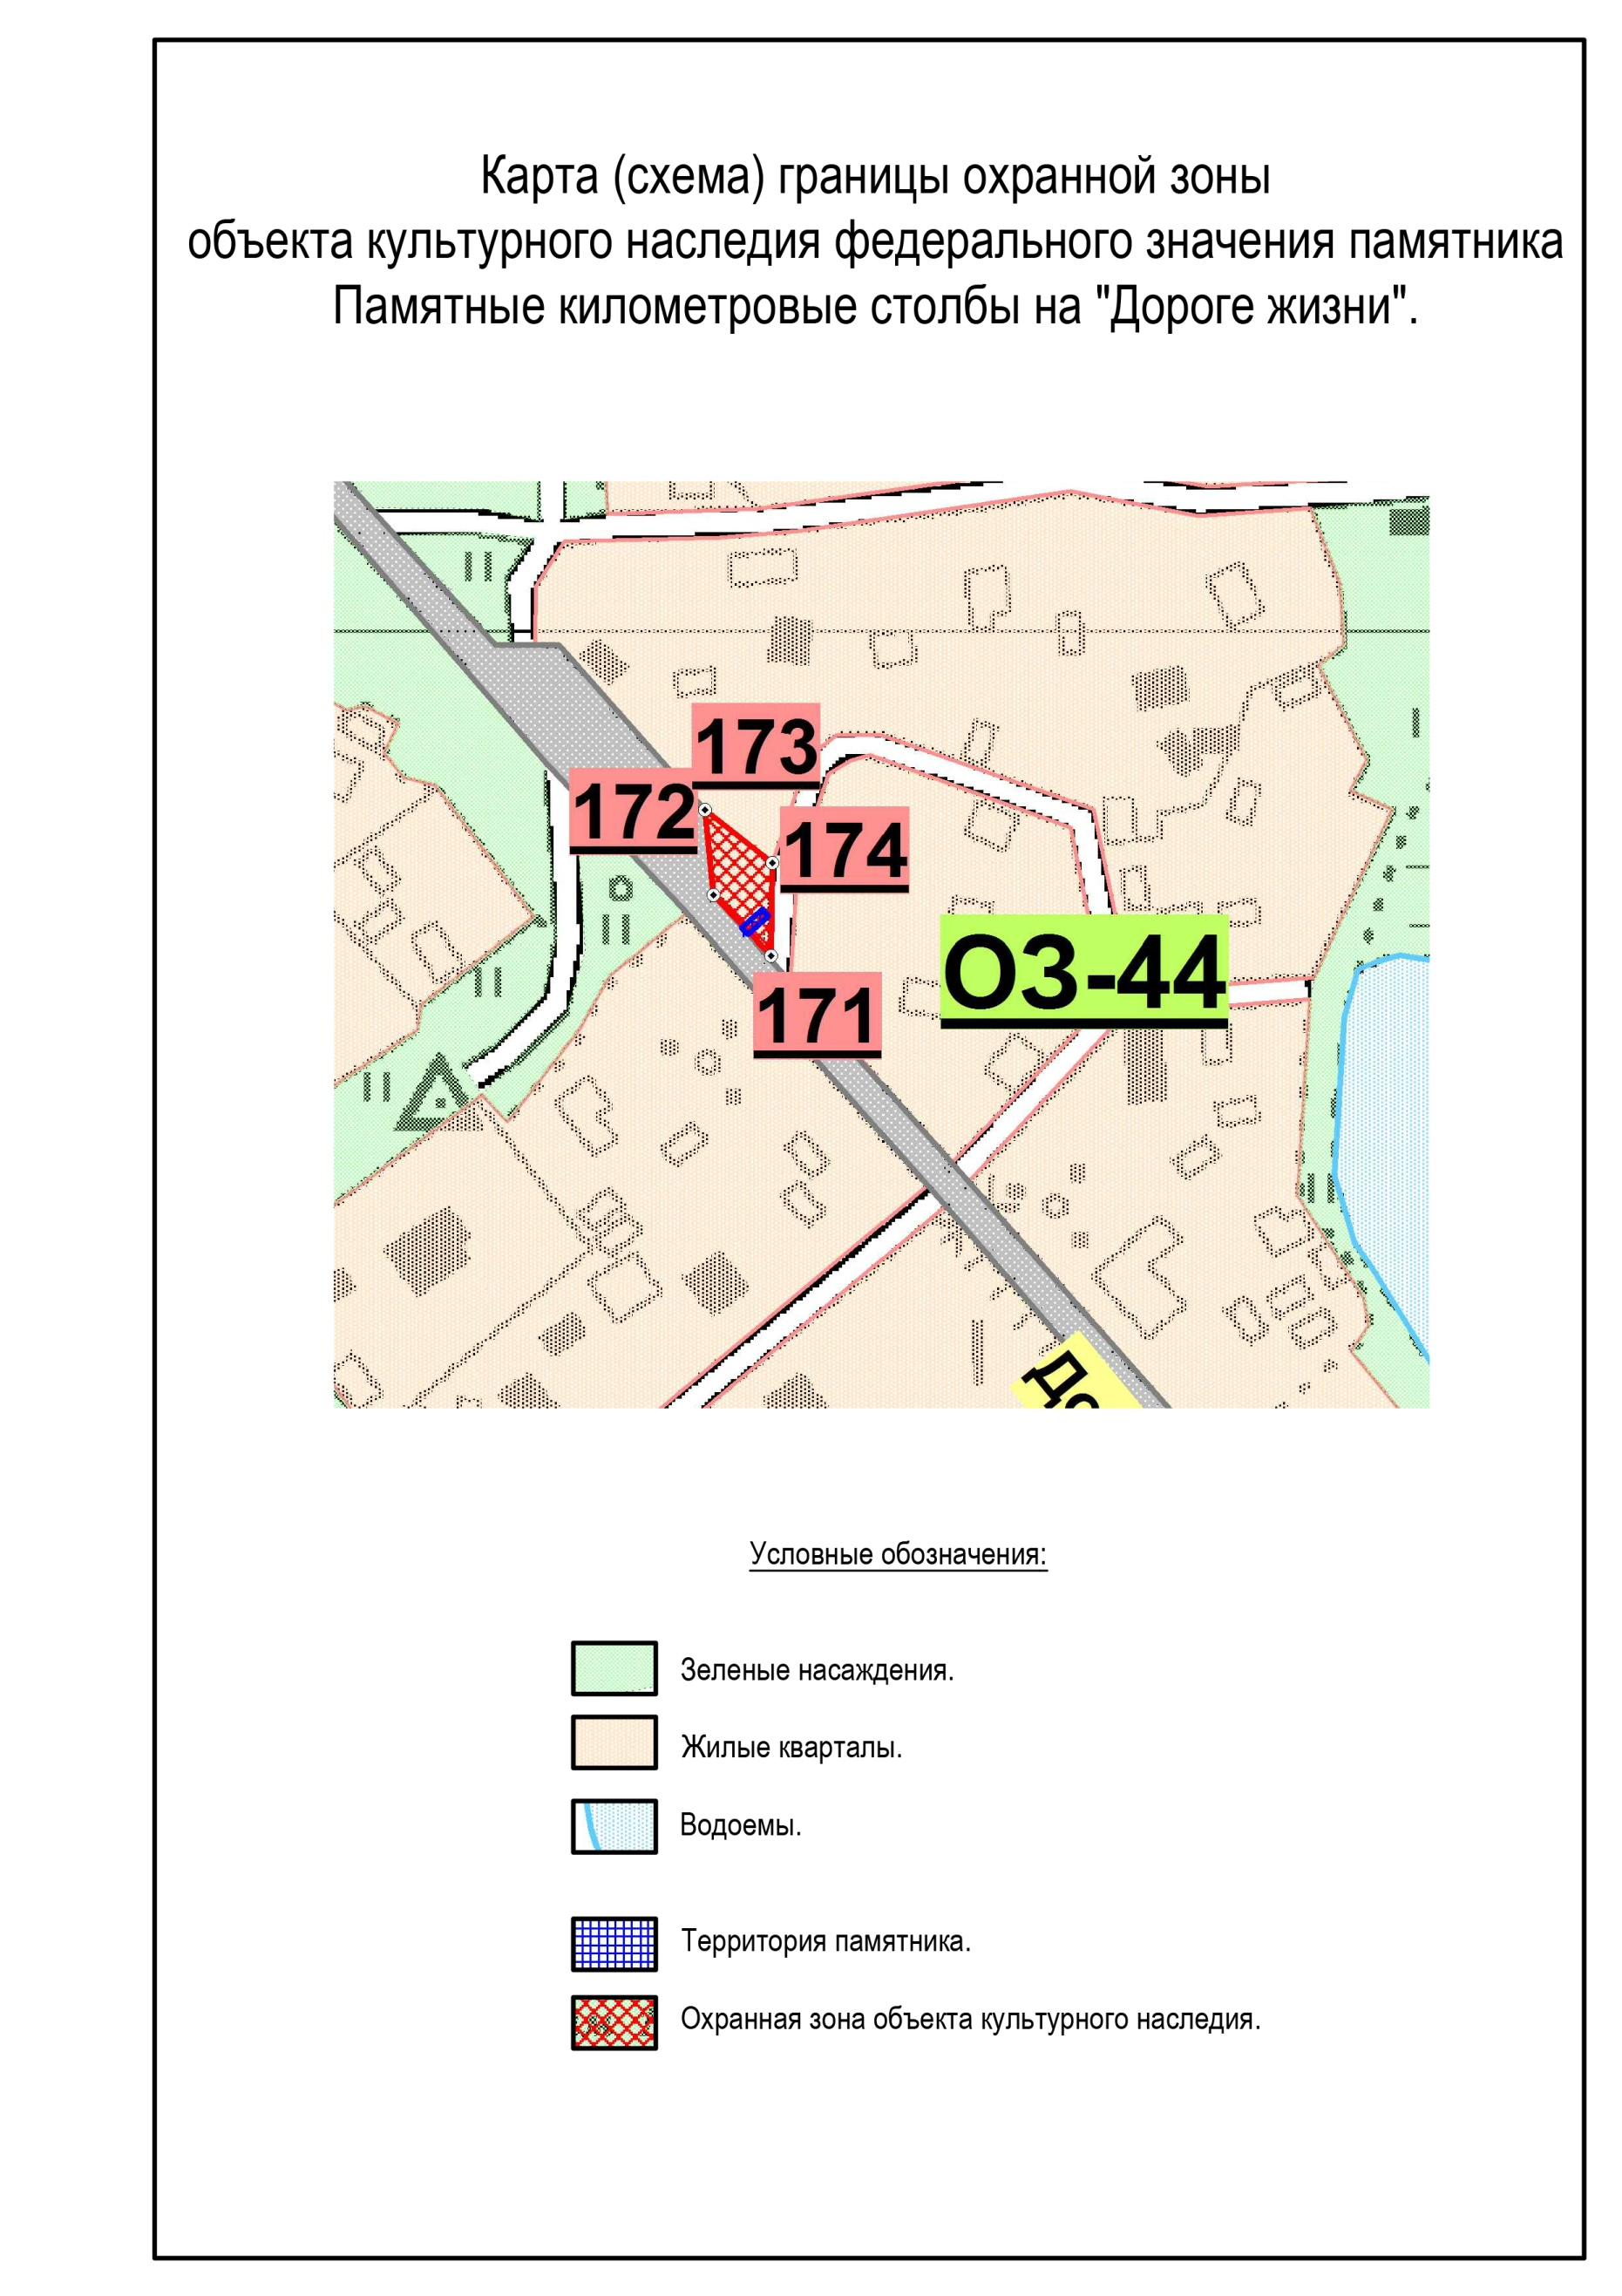 Карта (схема) границы охранной зоны
объекта культурного наследия федерального значения памятника
Памятные километровые столбы на "Дороге жизни".
173
172
174
ОЗ-44
171
До
Условные обозначения:
Зеленые насаждения.
Жилые кварталы.
Водоемы.
Территория памятника.
Охранная зона объекта культурного наследия.